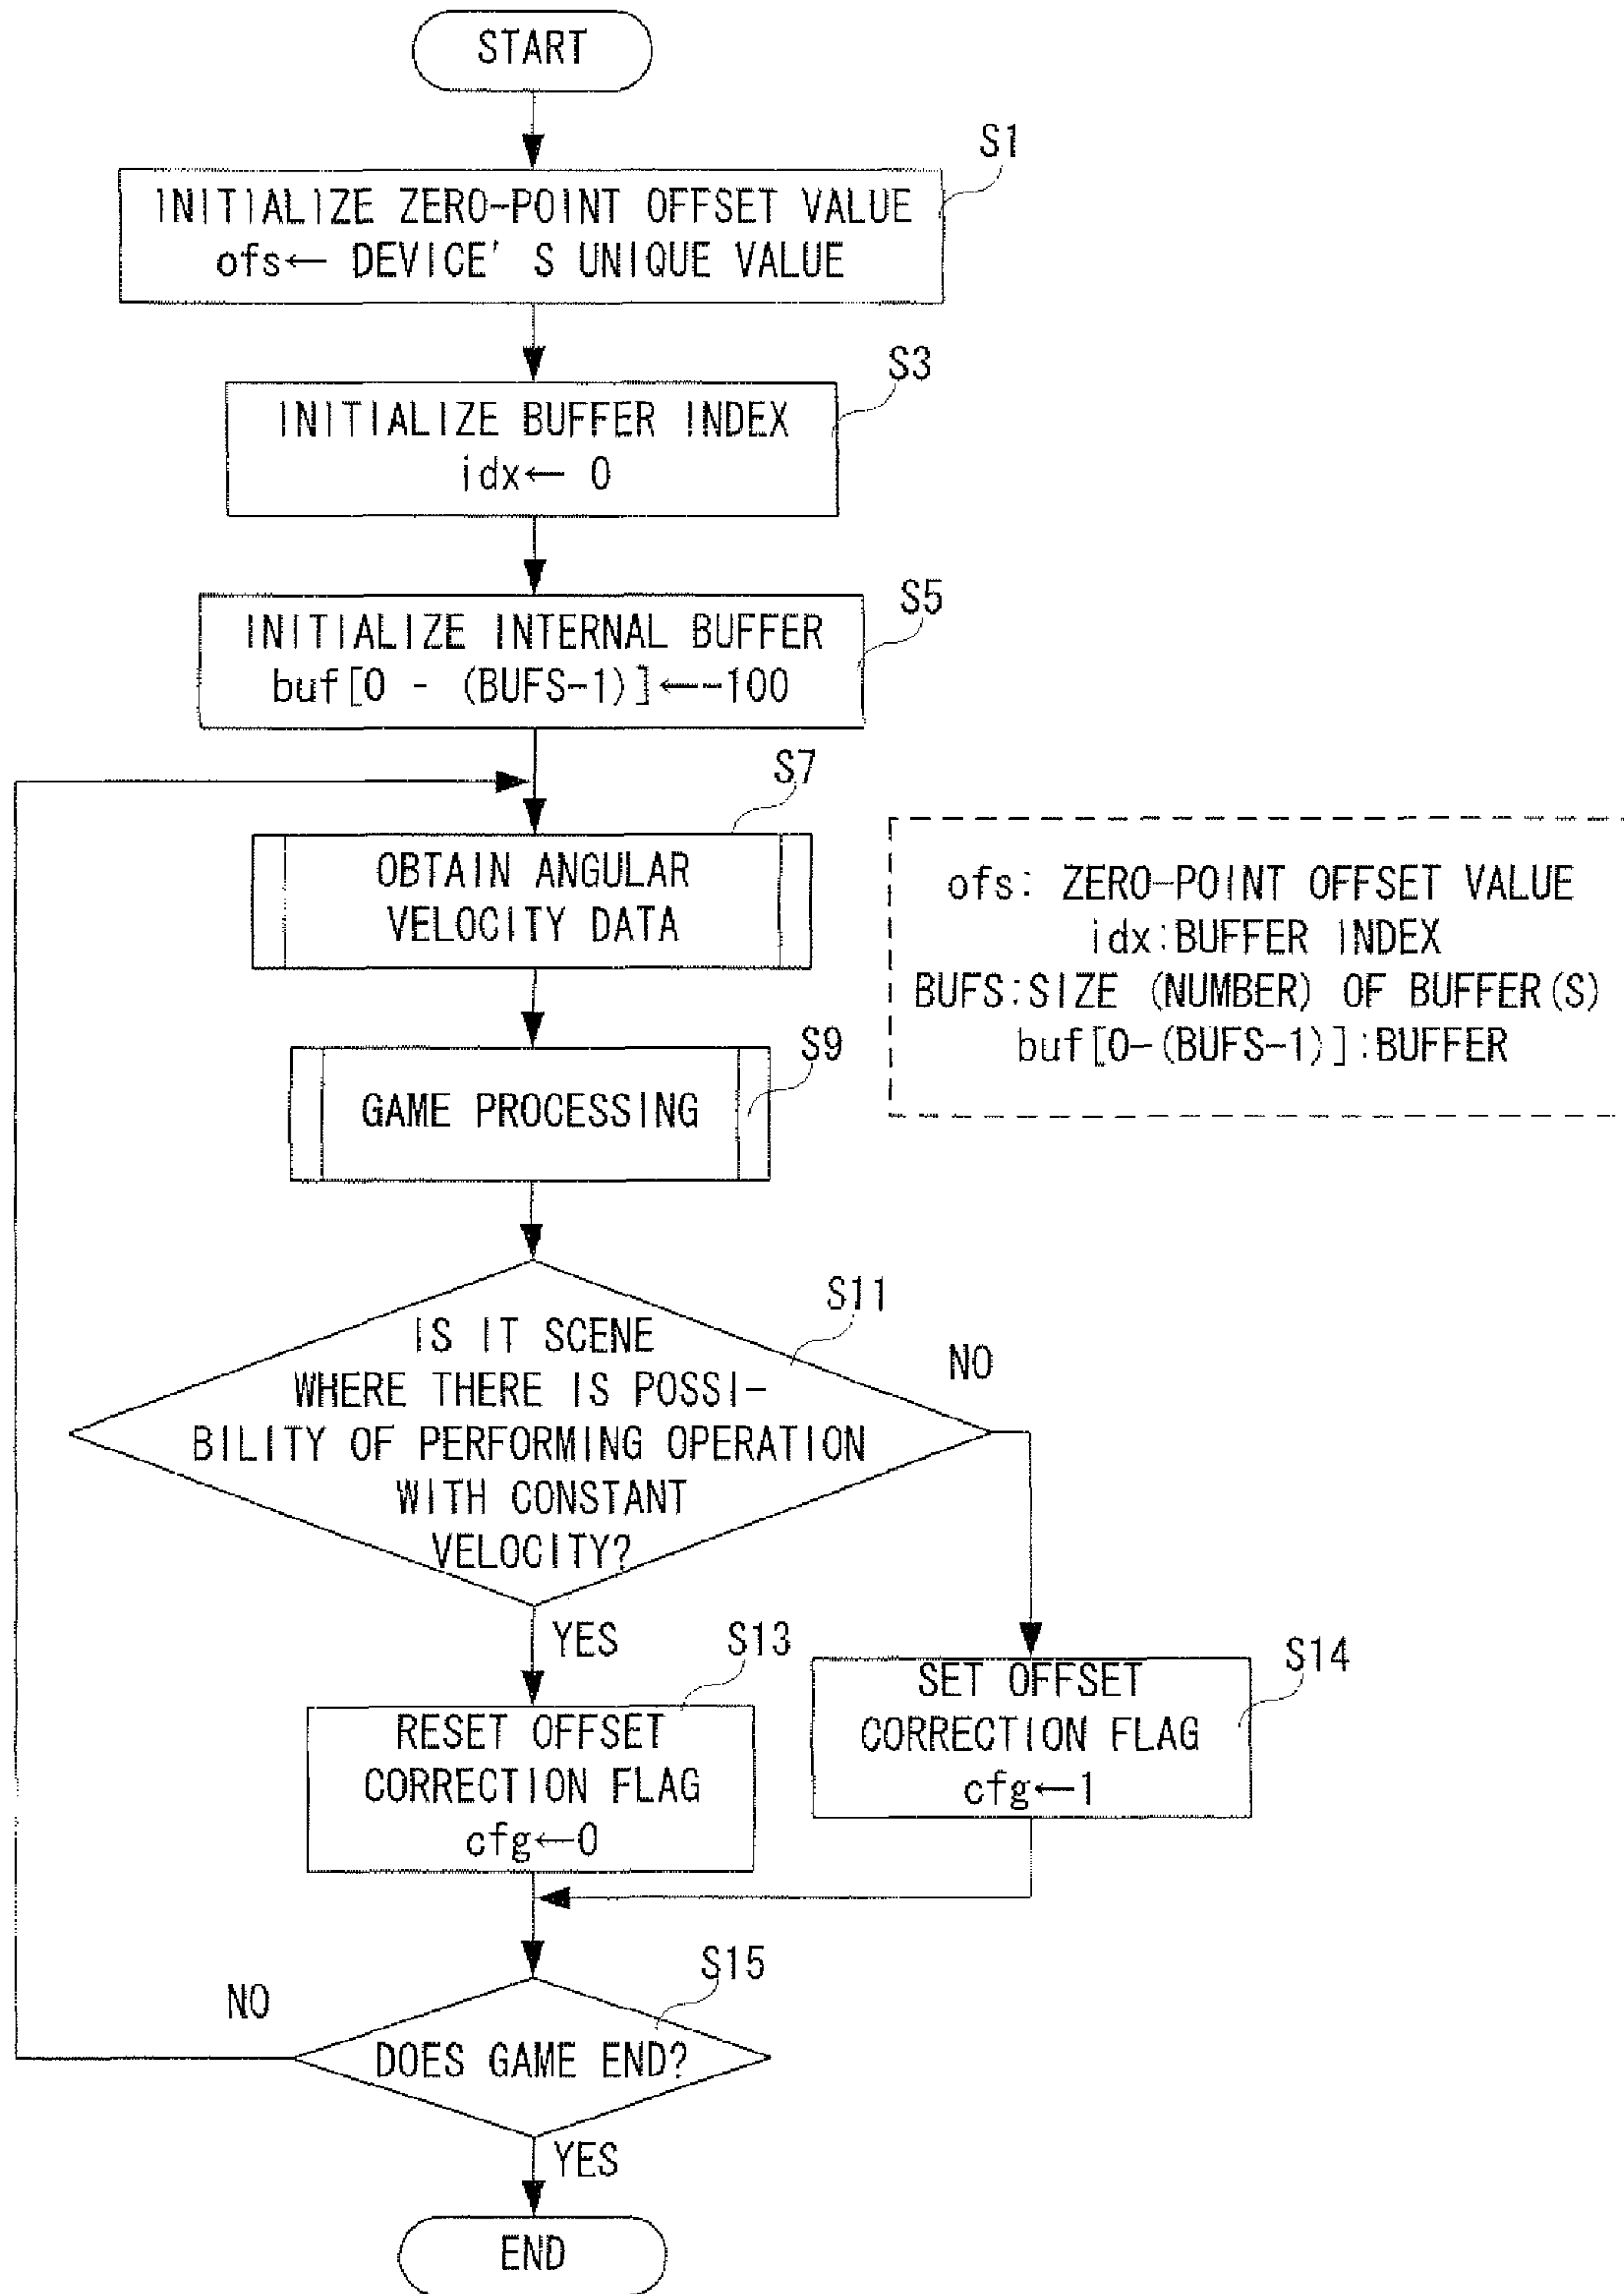 START
S1
INITIALIZE ZERO-POINT OFFSET VALUE
ofs← DEVICE'S UNIQUE VALUE
S3
INITIALIZE BUFFER INDEX
idx← 0
S5
INITIALIZE INTERNAL BUFFER
buf[0 - (BUFS-1)]←-100
S7
OBTAIN ANGULAR
VELOCITY DATA
ofs: ZERO-POINT OFFSET VALUE
idx:BUFFER INDEX
BUFS:SIZE (NUMBER) OF BUFFER(S)
buf[0-(BUFS-1)]:BUFFER
S9
GAME PROCESSING
S11
IS IT SCENE
WHERE THERE IS POSSI-
BILITY OF PERFORMING OPERATION
WITH CONSTANT
VELOCITY?
NO
YES
S13
RESET OFFSET
CORRECTION FLAG
cfg←0
S14
SET OFFSET
CORRECTION FLAG
cfg←1
S15
NO
DOES GAME END?
YES
END